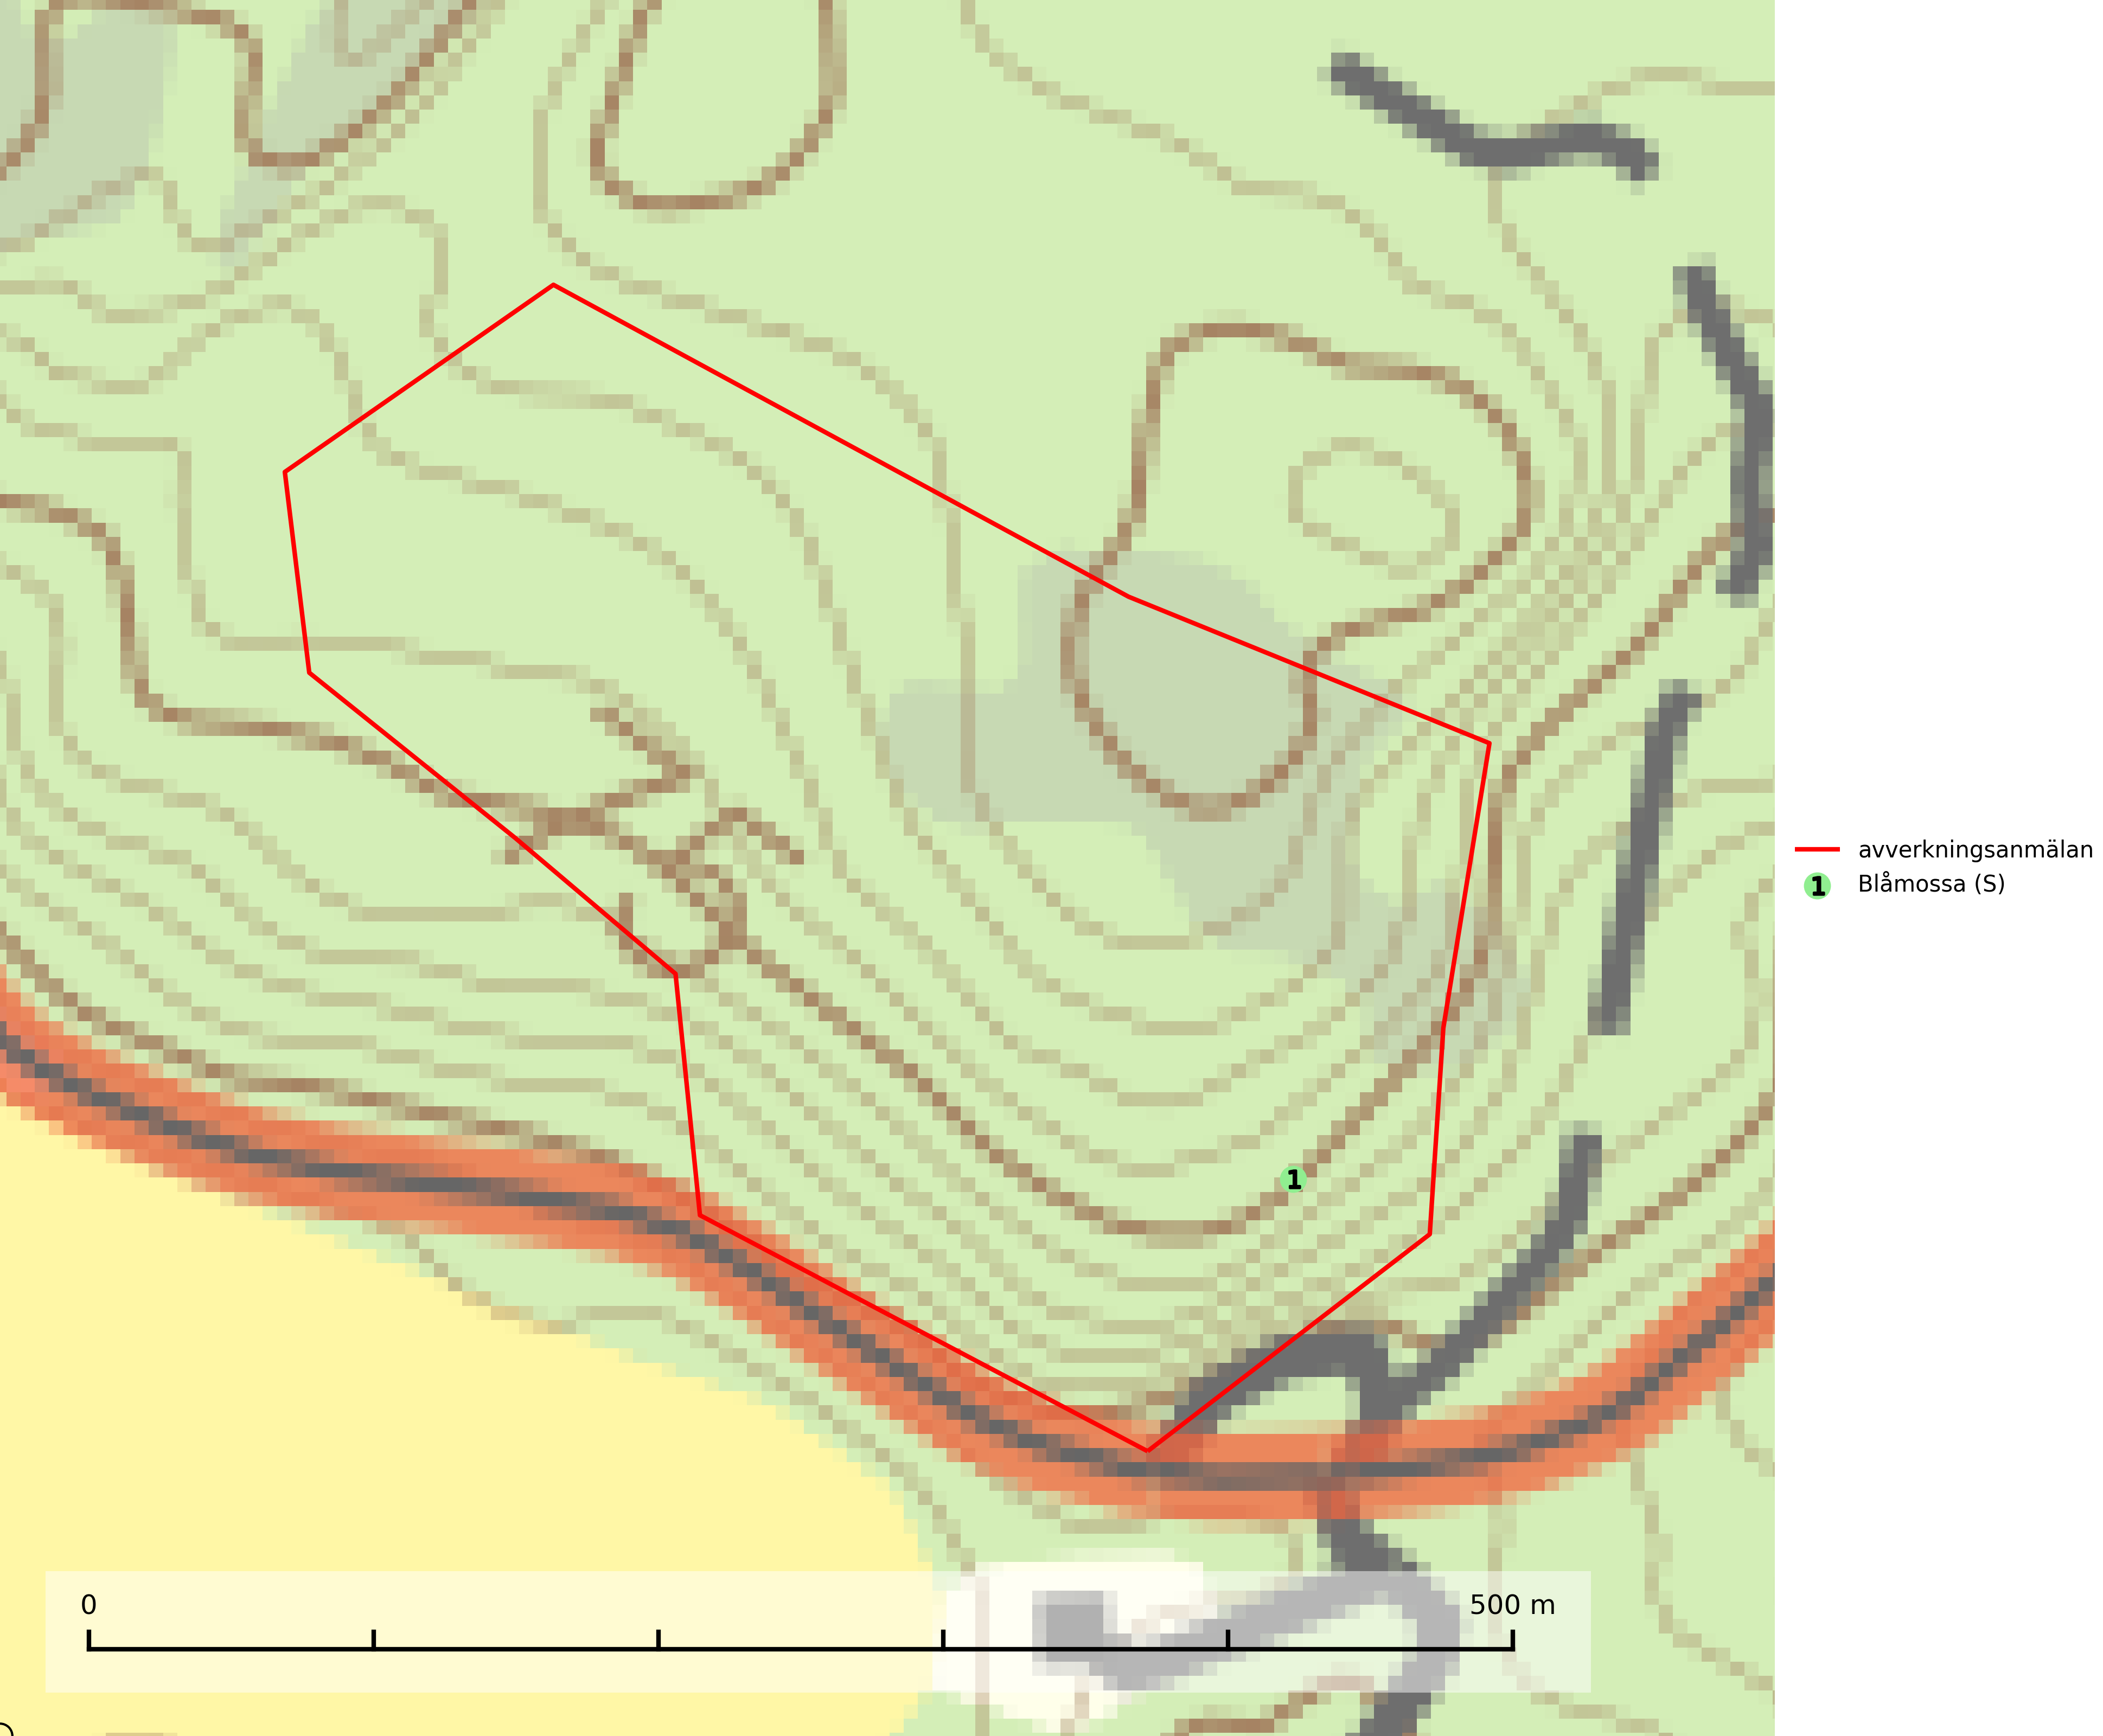 avverkningsanmälan
1 Blåmossa (S)
1
0 500 m